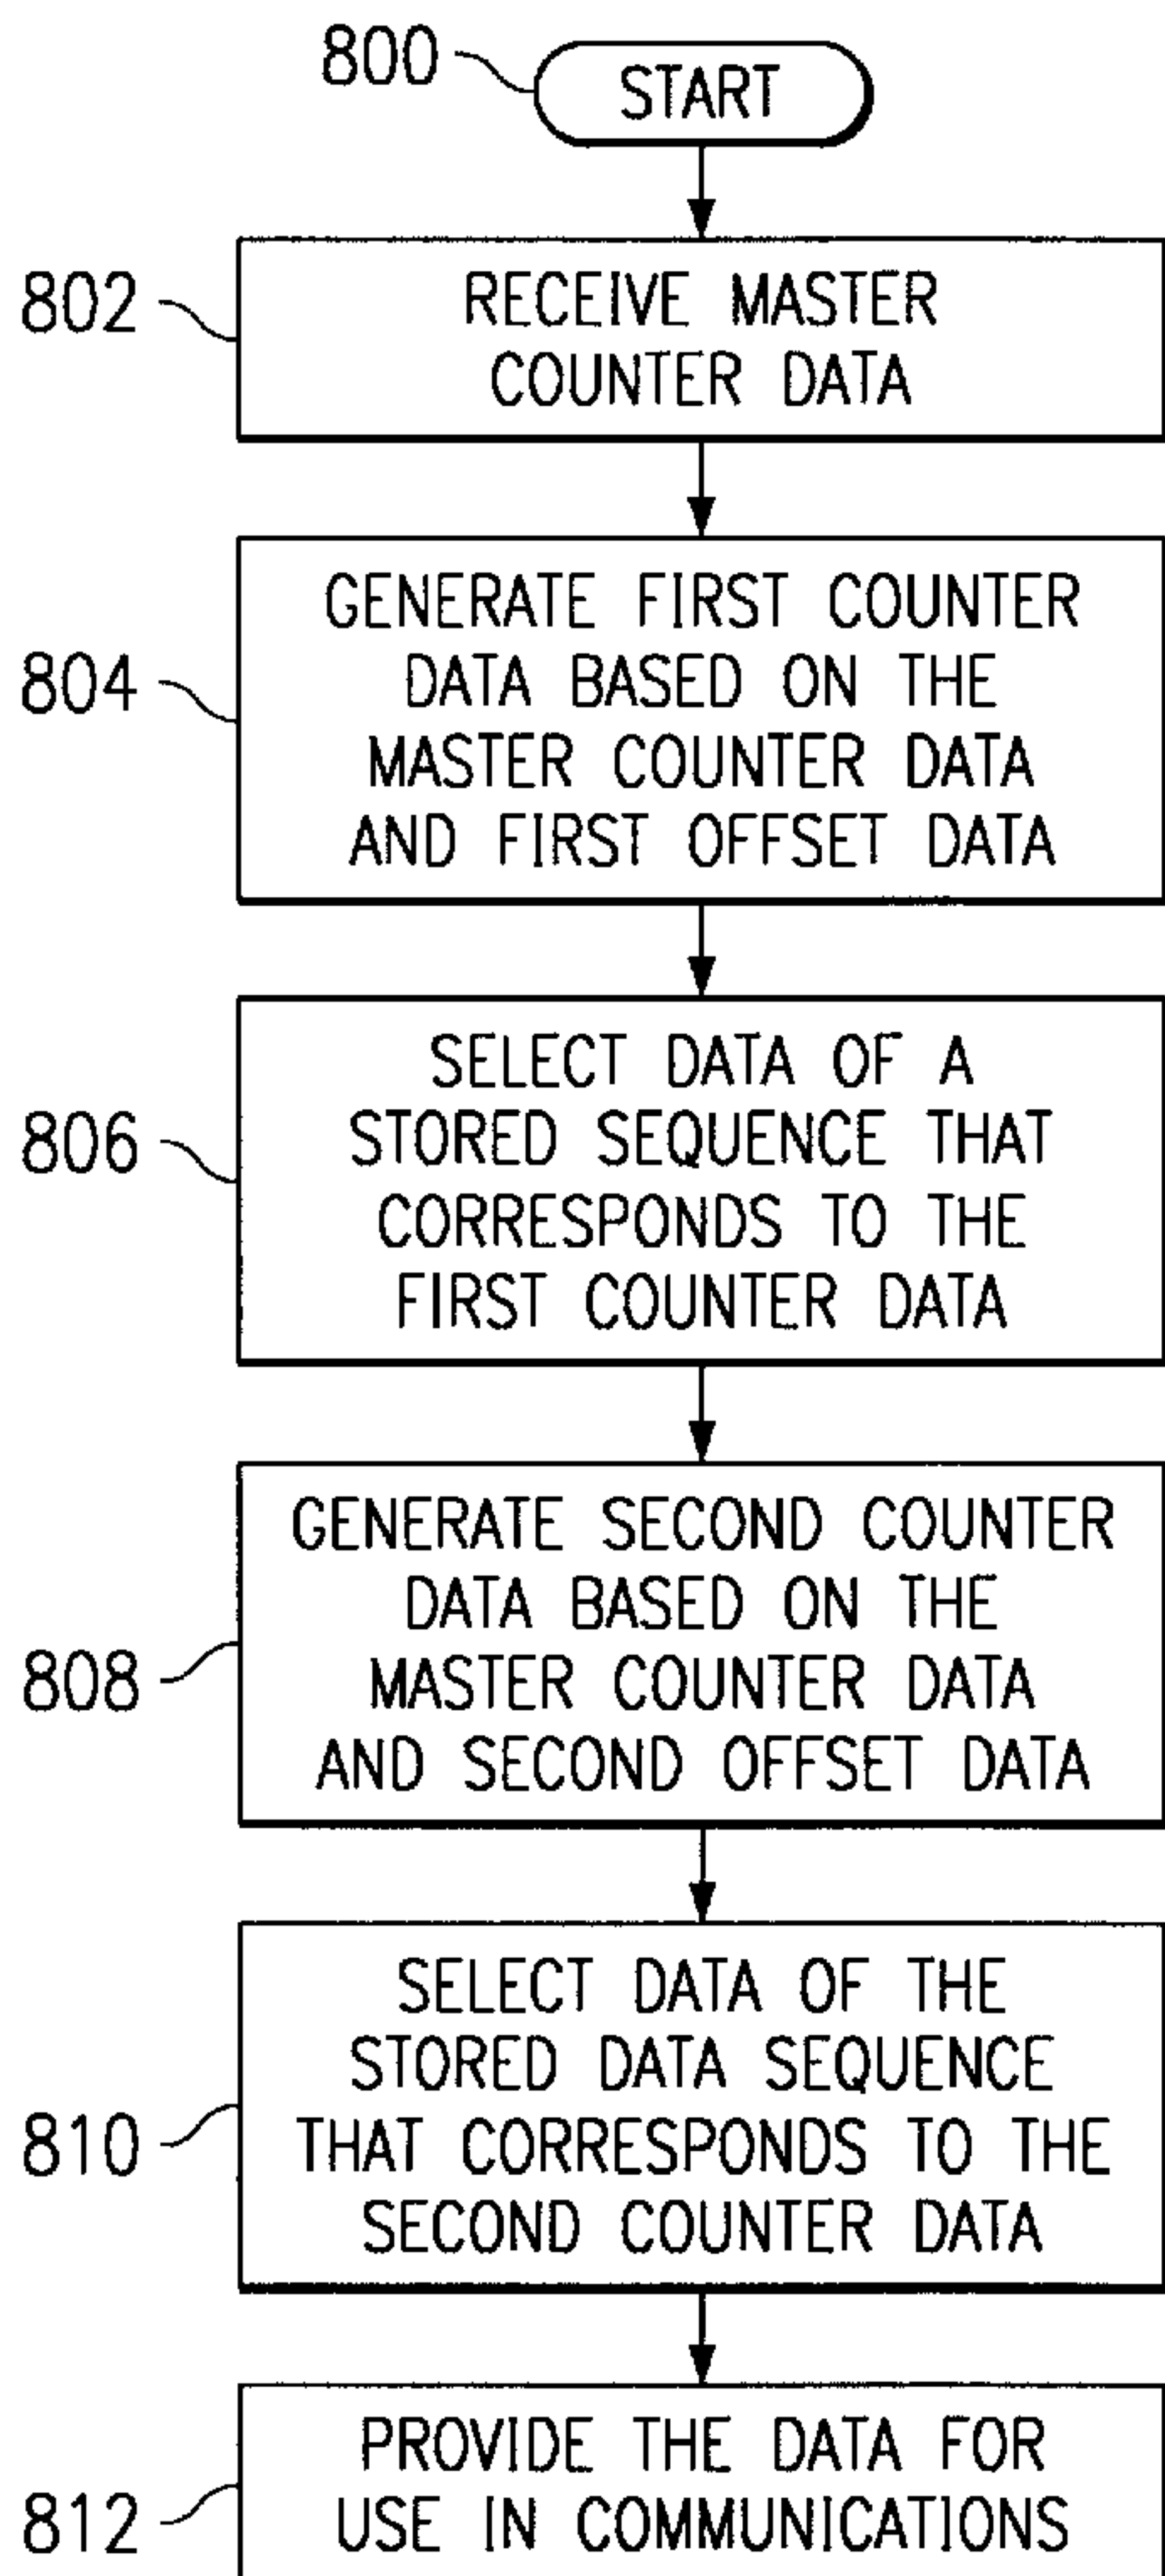 800
START
802
RECEIVE MASTER
COUNTER DATA
804
GENERATE FIRST COUNTER
DATA BASED ON THE
MASTER COUNTER DATA
AND FIRST OFFSET DATA
806
SELECT DATA OF A
STORED SEQUENCE THAT
CORRESPONDS TO THE
FIRST COUNTER DATA
808
GENERATE SECOND COUNTER
DATA BASED ON THE
MASTER COUNTER DATA
AND SECOND OFFSET DATA
810
SELECT DATA OF THE
STORED DATA SEQUENCE
THAT CORRESPONDS TO THE
SECOND COUNTER DATA
812
PROVIDE THE DATA FOR
USE IN COMMUNICATIONS